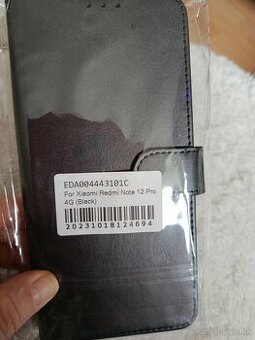 EDA004443101C
For Xiaomi Redmi Note 12 Pro
4G (Black)
20231018124694